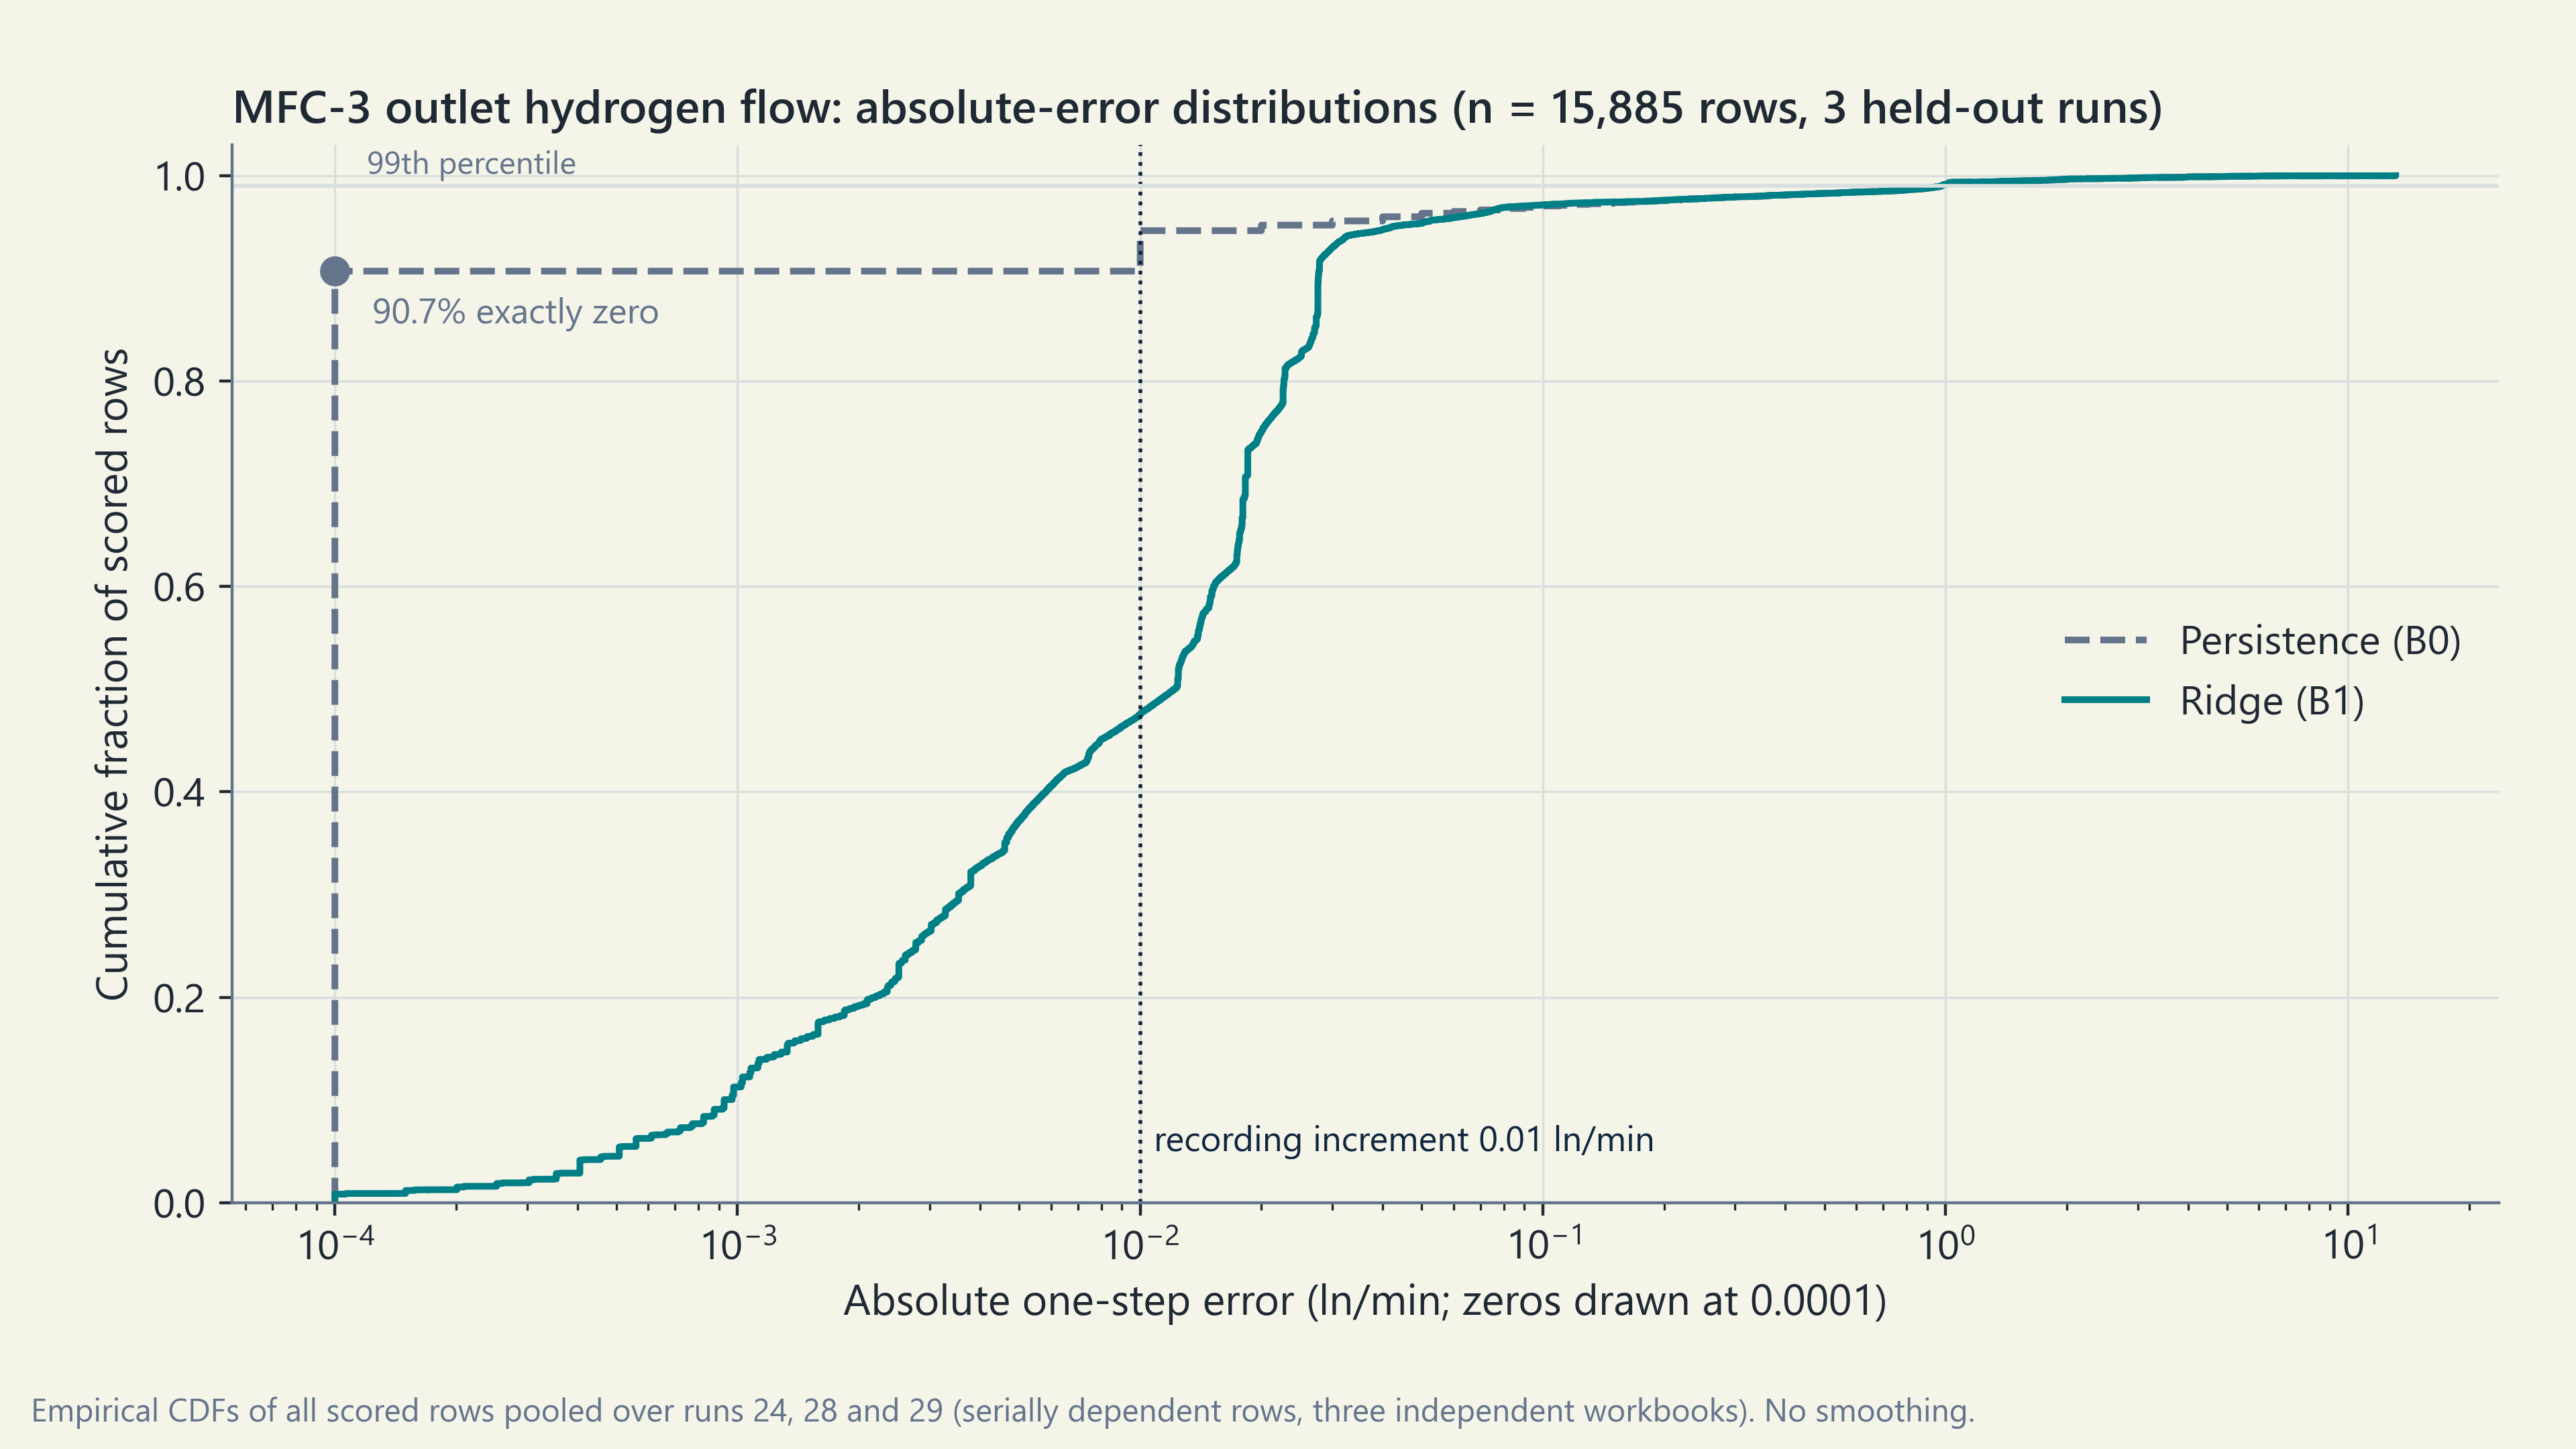 MFC-3 outlet hydrogen flow: absolute-error distributions (n = 15,885 rows, 3 held-out runs)
99th percentile
90.7% exactly zero
Cumulative fraction of scored rows
1.0
0.8
0.6
0.4
0.2
0.0
Persistence (B0)
Ridge (B1)
recording increment 0.01 ln/min
10⁻⁴ 10⁻³ 10⁻² 10⁻¹ 10⁰ 10¹
Absolute one-step error (ln/min; zeros drawn at 0.0001)
Empirical CDFs of all scored rows pooled over runs 24, 28 and 29 (serially dependent rows, three independent workbooks). No smoothing.